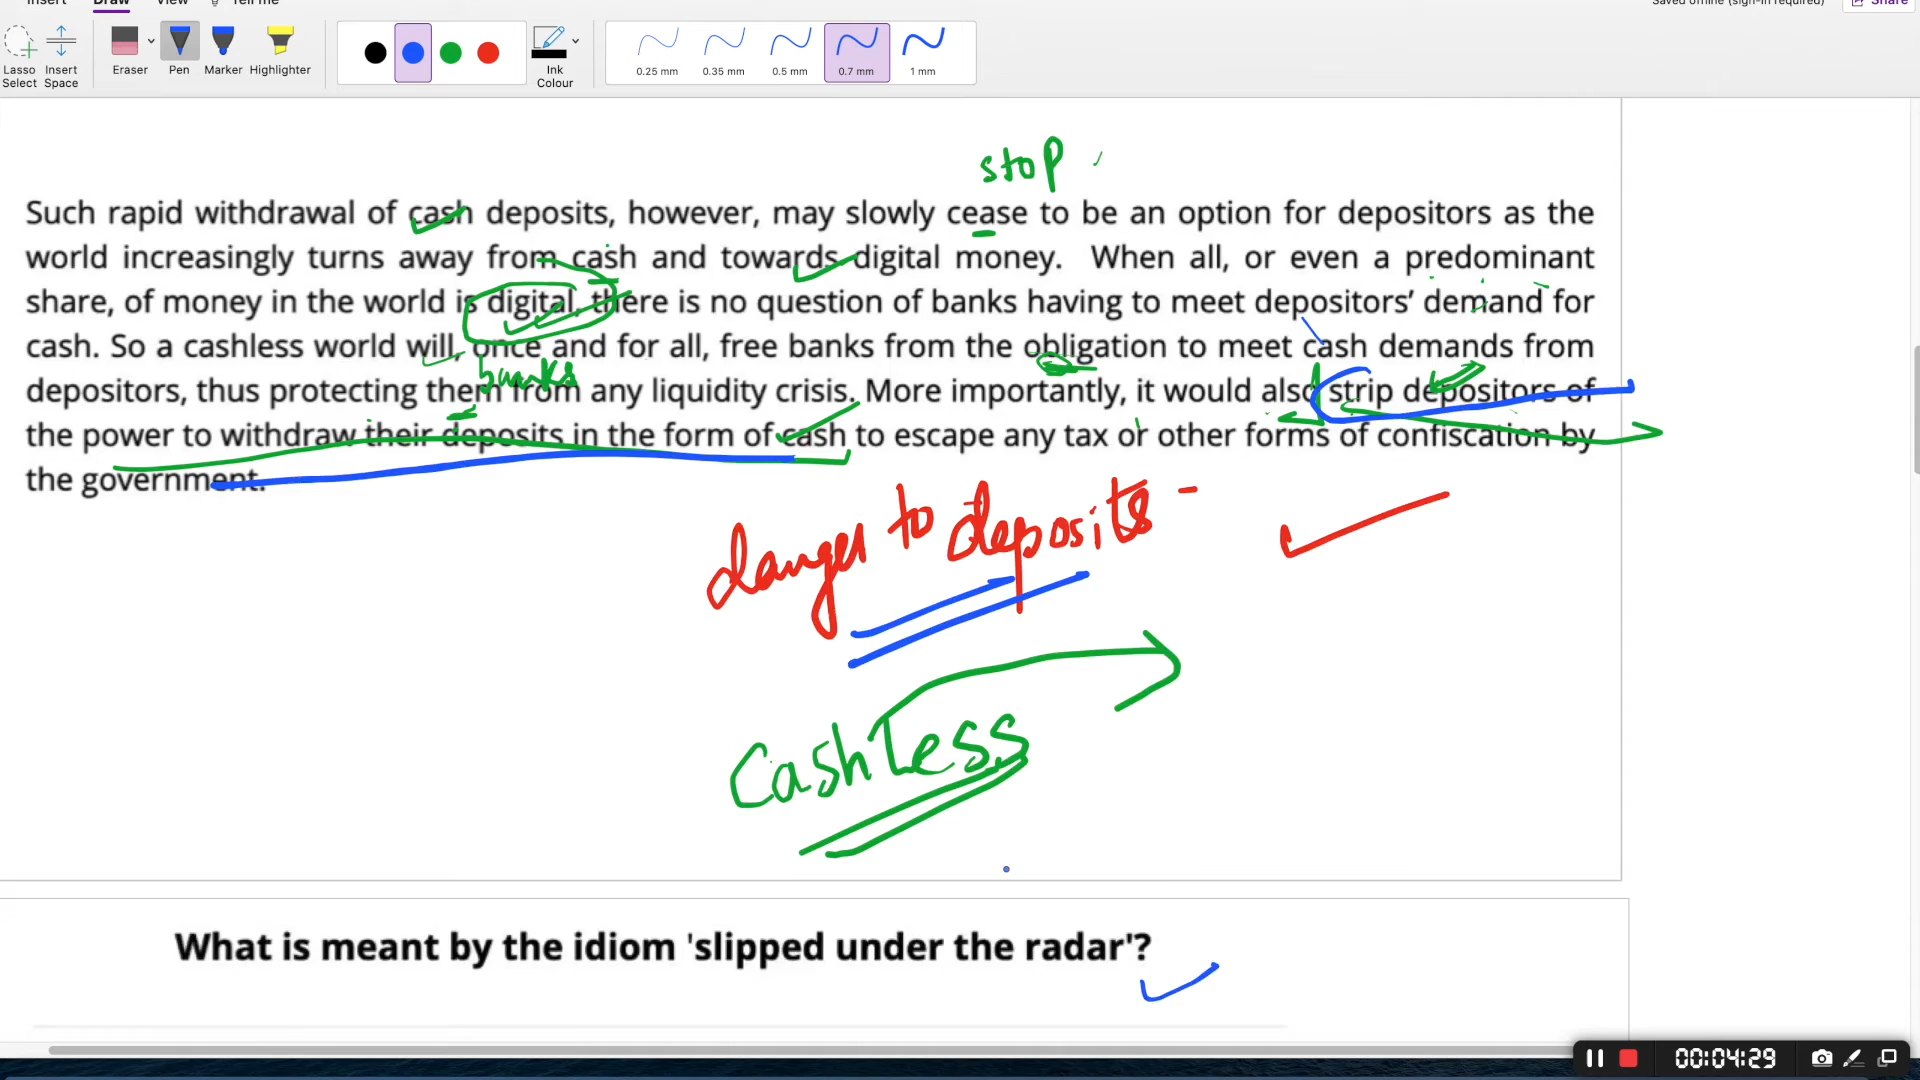 Insert Draw View Tell me Saved offline (sign-in required) Share
Lasso Select Insert Space Eraser Pen Marker Highlighter Ink Colour 0.25 mm 0.35 mm 0.5 mm 0.7 mm 1 mm
stop
Such rapid withdrawal of cash deposits, however, may slowly cease to be an option for depositors as the
world increasingly turns away from cash and towards digital money. When all, or even a predominant
share, of money in the world is digital, there is no question of banks having to meet depositors' demand for
cash. So a cashless world will, once and for all, free banks from the obligation to meet cash demands from
banks
depositors, thus protecting them from any liquidity crisis. More importantly, it would also strip depositors of
the power to withdraw their deposits in the form of cash to escape any tax or other forms of confiscation by
the government.
danger to deposits -
Cashless
What is meant by the idiom 'slipped under the radar'?
00:04:29